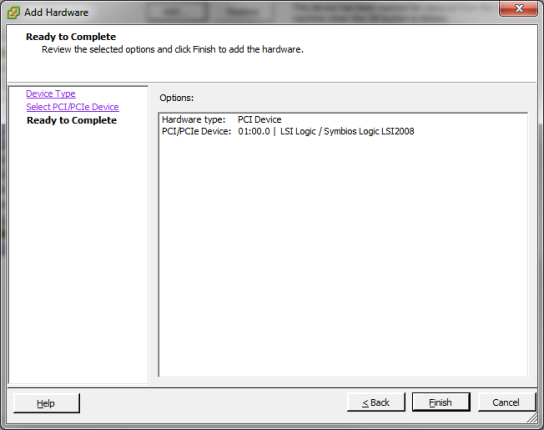 Add Hardware
Ready to Complete
Review the selected options and click Finish to add the hardware.
Device Type
Select PCI/PCIe Device
Ready to Complete
Options:
Hardware type: PCI Device
PCI/PCIe Device: 01:00.0 | LSI Logic / Symbios Logic LSI2008
Help
< Back
Finish
Cancel